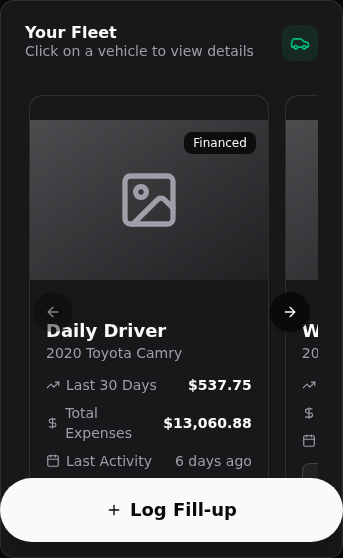 Your Fleet
Click on a vehicle to view details
Financed
Daily Driver
2020 Toyota Camry
Last 30 Days $537.75
Total
Expenses $13,060.88
Last Activity 6 days ago
+ Log Fill-up